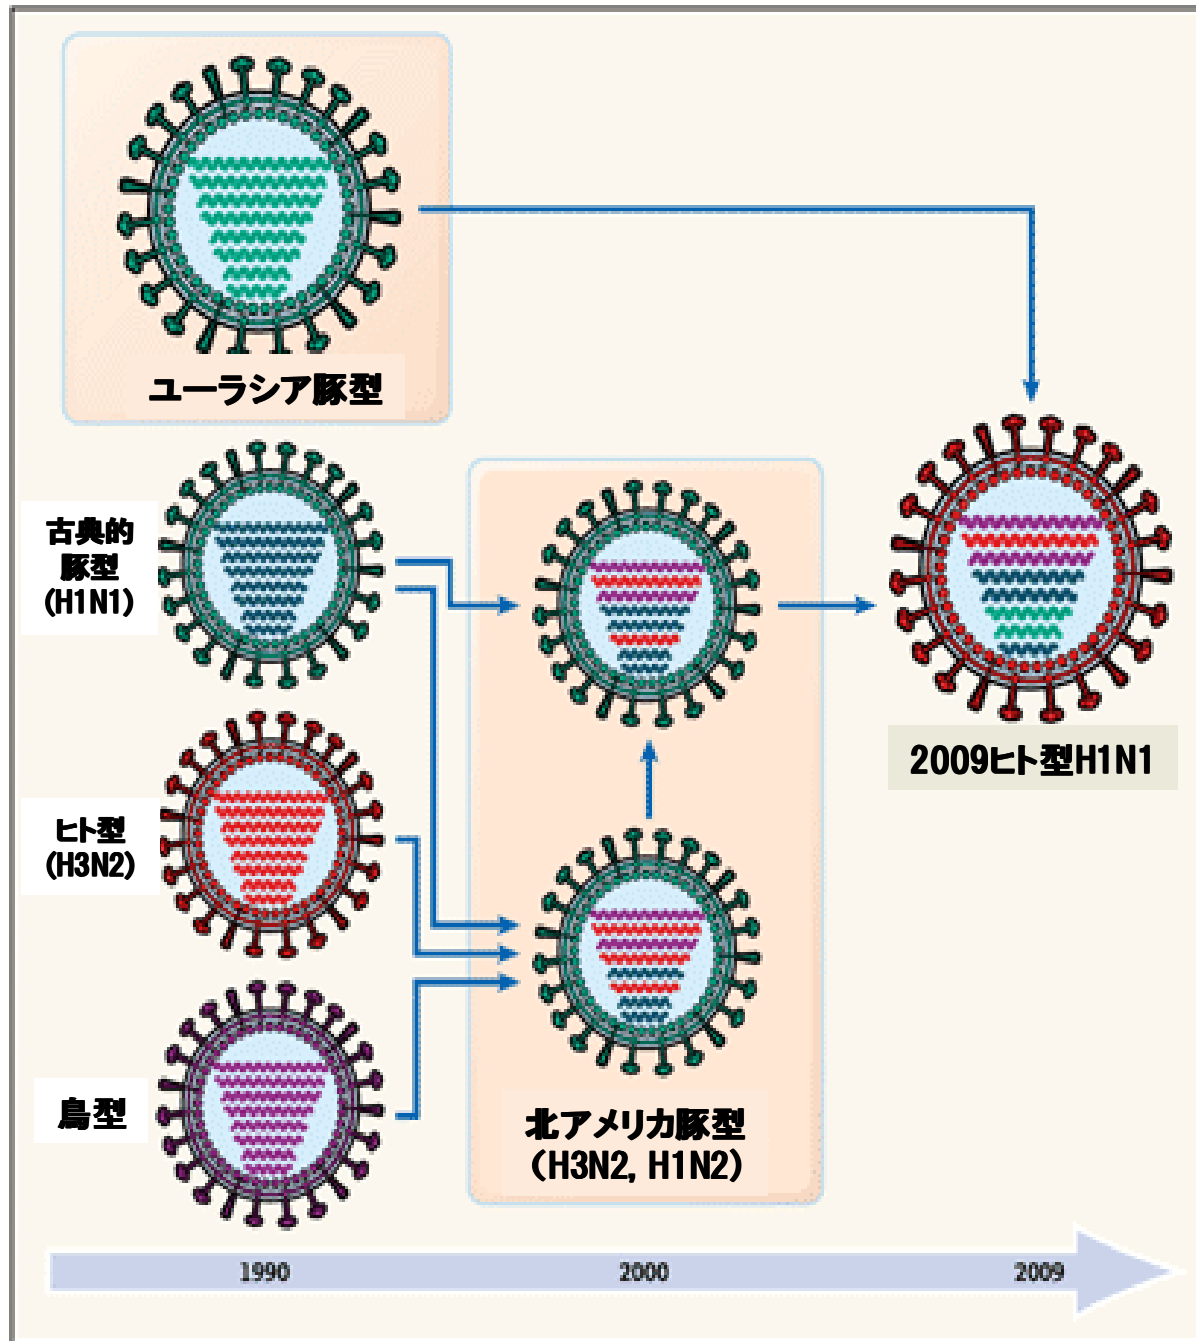 ユーラシア豚型
古典的
豚型
(H1N1)
ヒト型
(H3N2)
鳥型
北アメリカ豚型
(H3N2, H1N2)
2009ヒト型H1N1
1990
2000
2009